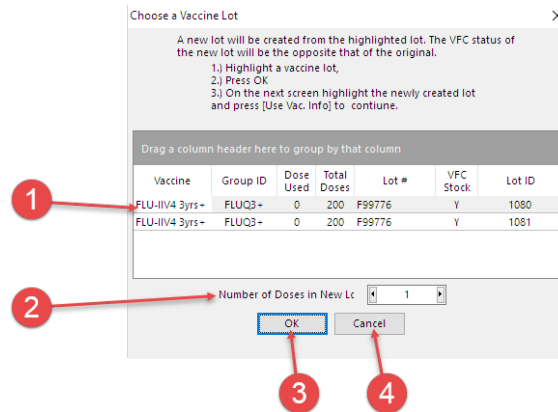 Choose a Vaccine Lot
A new lot will be created from the highlighted lot. The VFC status of
the new lot will be the opposite that of the original.
1.) Highlight a vaccine lot,
2.) Press OK
3.) On the next screen highlight the newly created lot
and press [Use Vac. Info] to contiune.
Drag a column header here to group by that column
Vaccine Group ID Dose Used Total Doses Lot # VFC Stock Lot ID
1
FLU-IIV4 3yrs+ FLUQ3+ 0 200 F99776 Y 1080
FLU-IIV4 3yrs+ FLUQ3+ 0 200 F99776 Y 1081
2
Number of Doses in New Lc 1
OK Cancel
3 4